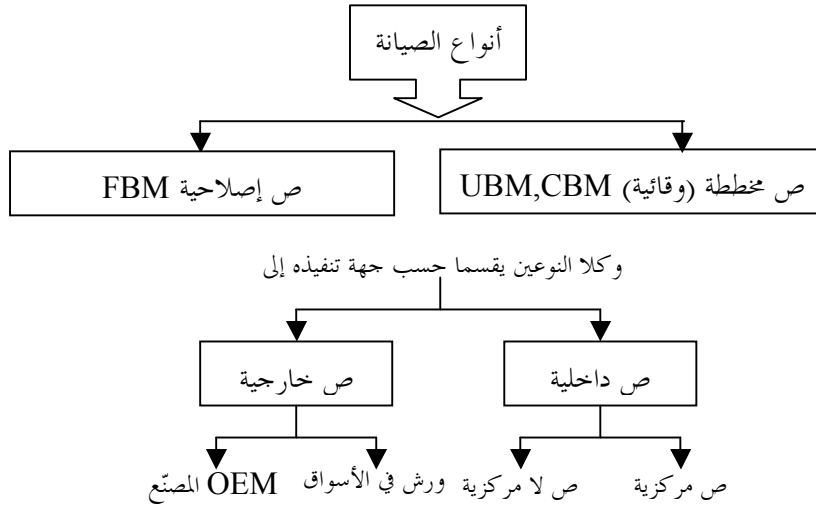 أنواع الصيانة
ص مخططة (وقائية) UBM,CBM
ص إصلاحية FBM
وكلا النوعين يقسما حسب جهة تنفيذه إلى
ص داخلية
ص خارجية
ص مركزية
ص لا مركزية
ورش في الأسواق
OEM المصنّع